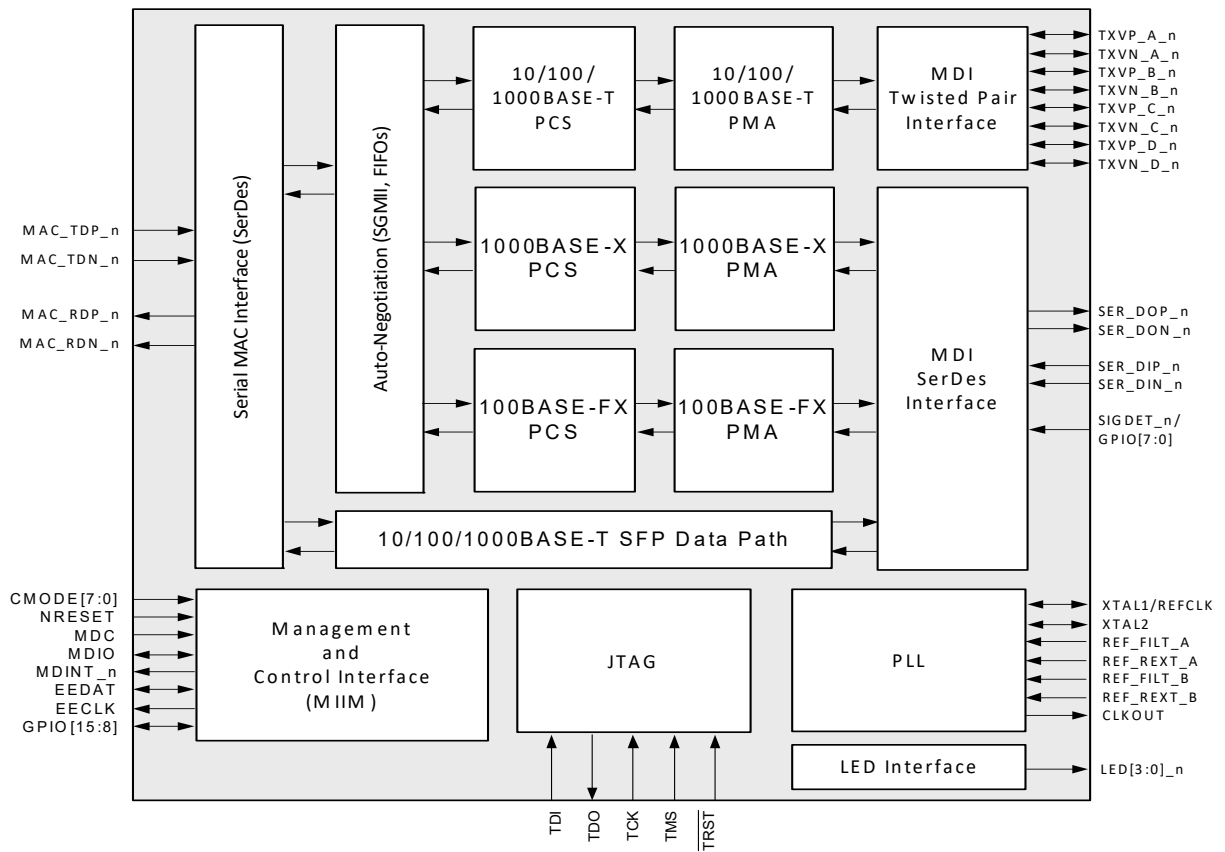 MAC_TDP_n
MAC_TDN_n
MAC_RDP_n
MAC_RDN_n
Serial MAC Interface (SerDes)
Auto-Negotiation (SGMII, FIFOs)
10/100/
1000BASE-T
PCS
10/100/
1000BASE-T
PMA
MDI
Twisted Pair
Interface
TXVP_A_n
TXVN_A_n
TXVP_B_n
TXVN_B_n
TXVP_C_n
TXVN_C_n
TXVP_D_n
TXVN_D_n
1000BASE-X
PCS
1000BASE-X
PMA
100BASE-FX
PCS
100BASE-FX
PMA
MDI
SerDes
Interface
SER_DOP_n
SER_DON_n
SER_DIP_n
SER_DIN_n
SIGDET_n/
GPIO[7:0]
10/100/1000BASE-T SFP Data Path
CMODE[7:0]
NRESET
MDC
MDIO
MDINT_n
EEDAT
EECLK
GPIO[15:8]
Management
and
Control Interface
(MIIM)
JTAG
TDI
TDO
TCK
TMS
TRST
PLL
XTAL1/REFCLK
XTAL2
REF_FILT_A
REF_REXT_A
REF_FILT_B
REF_REXT_B
CLKOUT
LED Interface
LED[3:0]_n